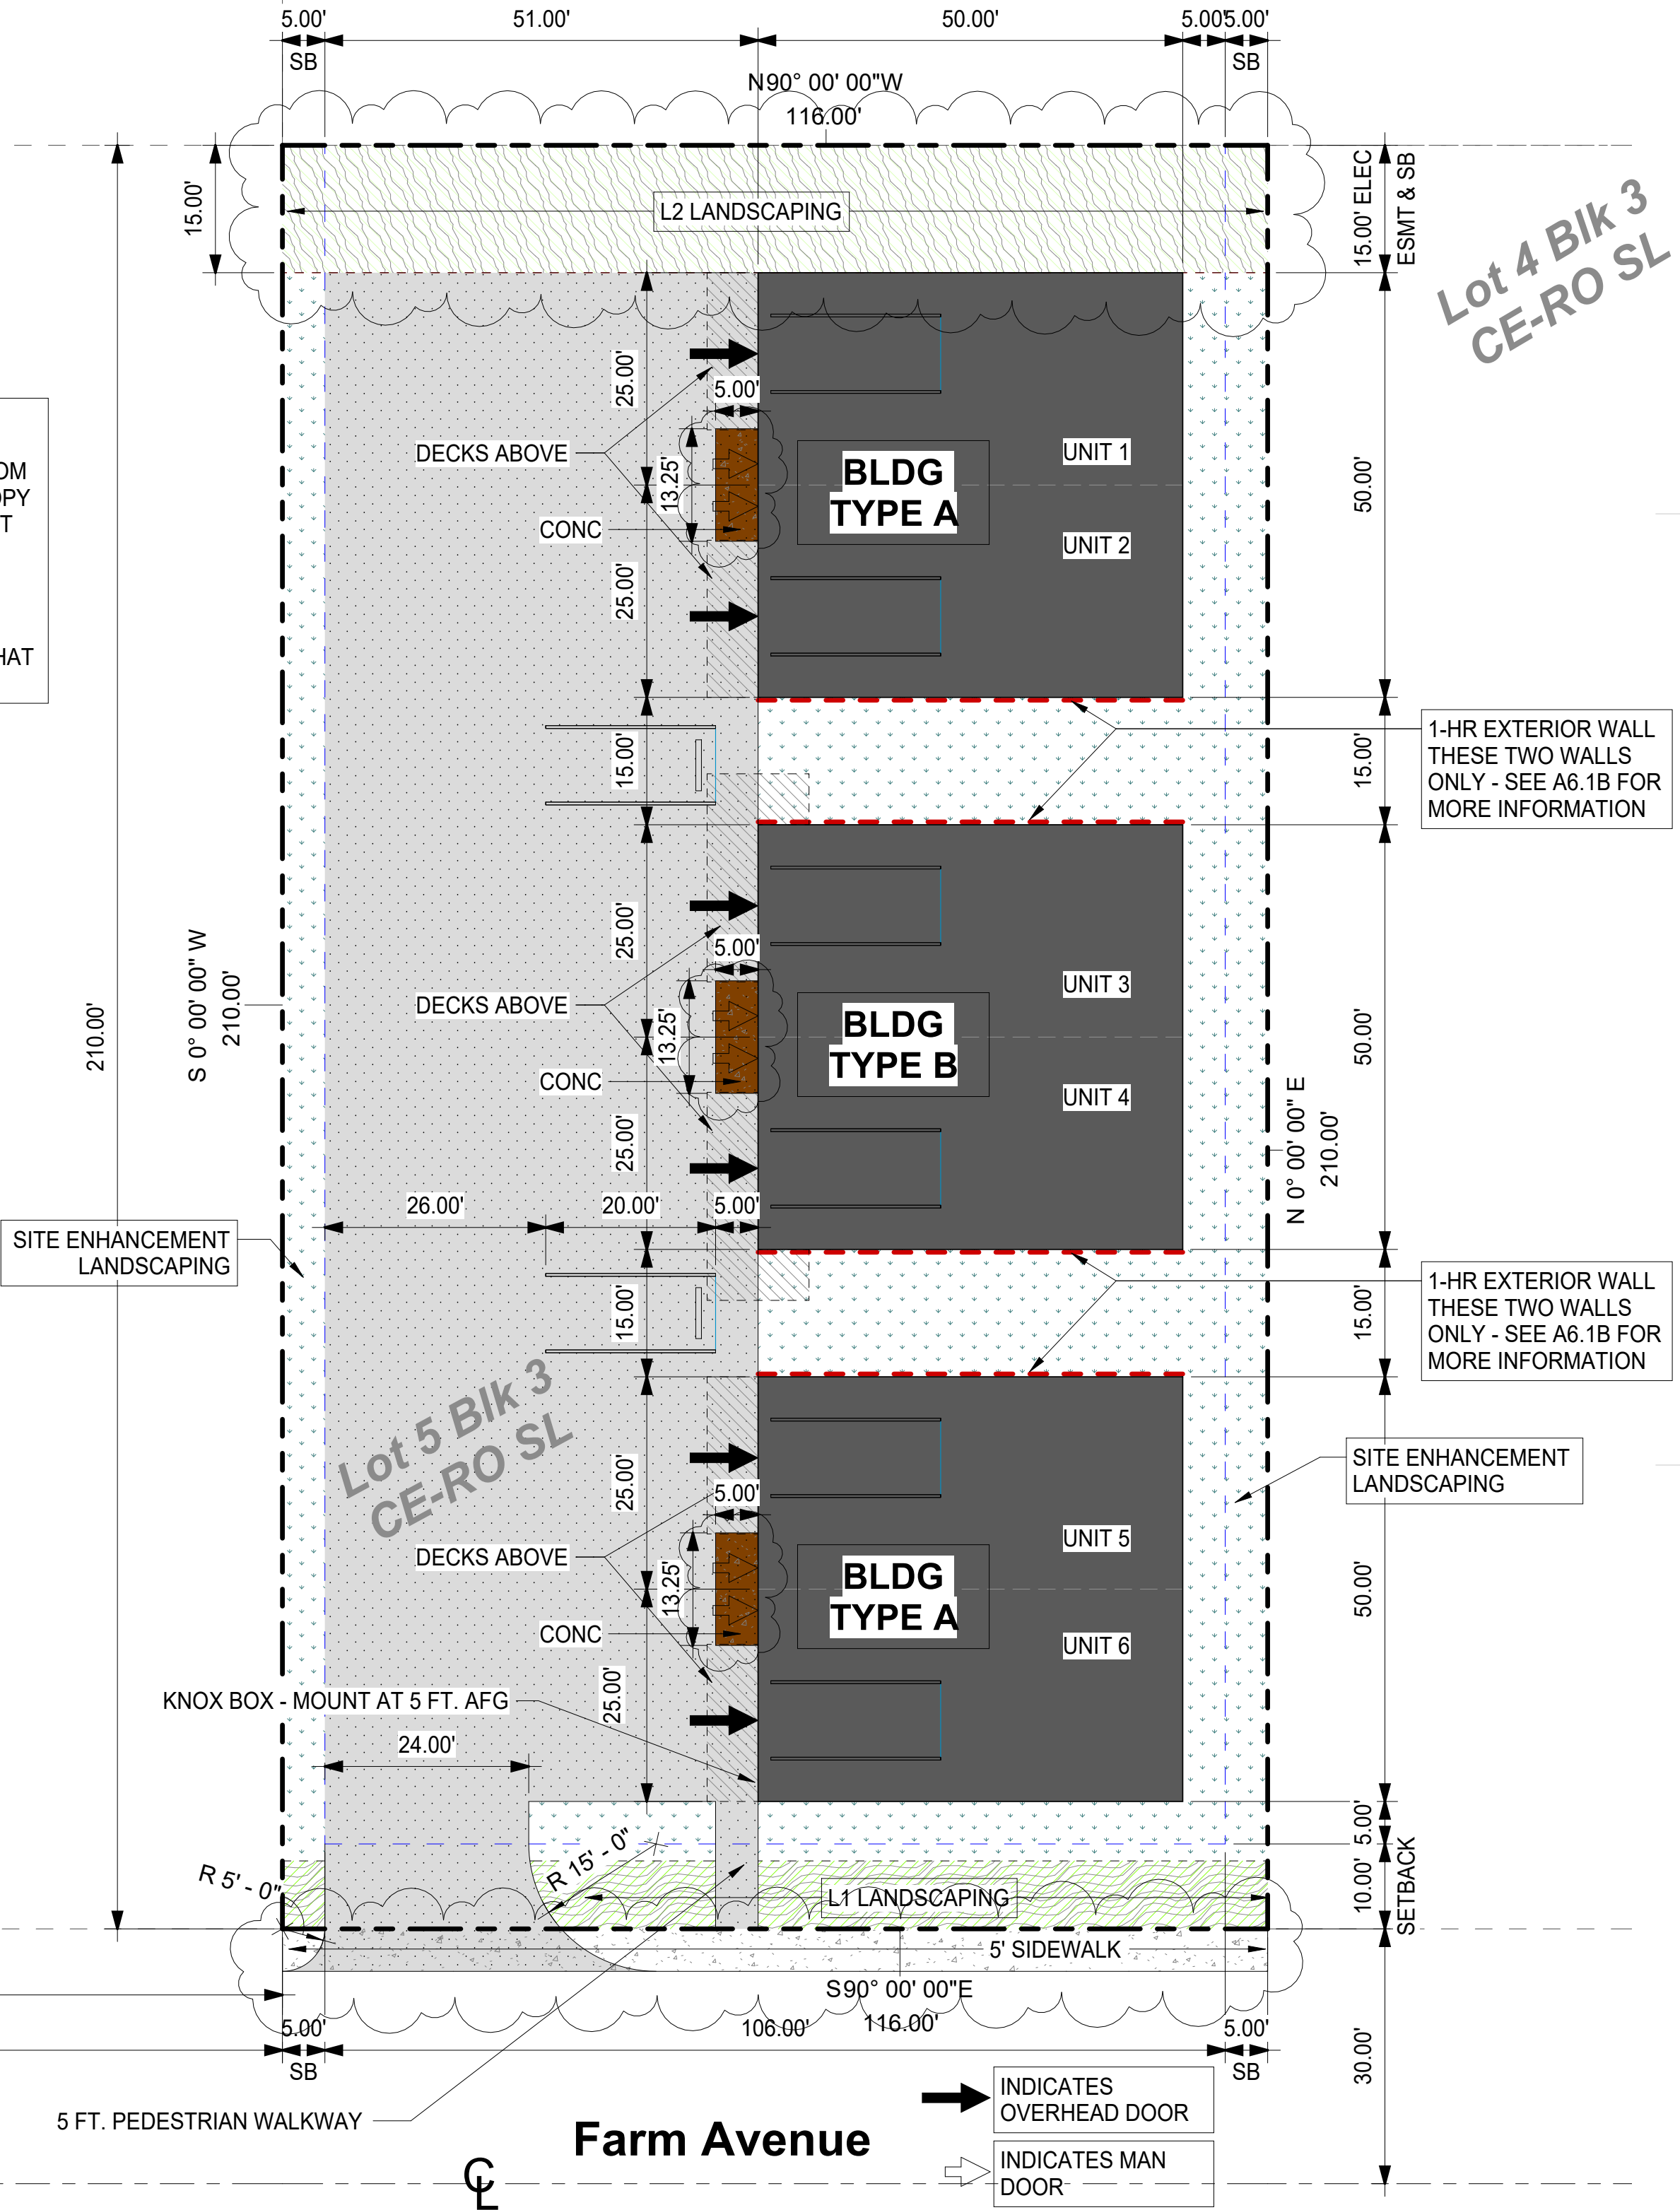 5.00'
51.00'
50.00'
5.00'
5.00'
SB
SB
N90° 00' 00"W
116.00'
15.00'
L2 LANDSCAPING
15.00' ELEC
ESMT & SB
Lot 4 Blk 3
CE-RO SL
25.00'
5.00'
DECKS ABOVE
13.25'
CONC
25.00'
BLDG
TYPE A
UNIT 1
UNIT 2
50.00'
OM
OPY
T
HAT
15.00'
15.00'
1-HR EXTERIOR WALL
THESE TWO WALLS
ONLY - SEE A6.1B FOR
MORE INFORMATION
25.00'
5.00'
DECKS ABOVE
13.25'
CONC
25.00'
BLDG
TYPE B
UNIT 3
UNIT 4
50.00'
210.00'
S 0° 00' 00" W
210.00'
N 0° 00' 00" E
210.00'
26.00'
20.00'
5.00'
SITE ENHANCEMENT
LANDSCAPING
15.00'
15.00'
1-HR EXTERIOR WALL
THESE TWO WALLS
ONLY - SEE A6.1B FOR
MORE INFORMATION
Lot 5 Blk 3
CE-RO SL
25.00'
5.00'
DECKS ABOVE
13.25'
CONC
25.00'
BLDG
TYPE A
UNIT 5
UNIT 6
50.00'
SITE ENHANCEMENT
LANDSCAPING
KNOX BOX - MOUNT AT 5 FT. AFG
24.00'
5.00'
10.00'
SETBACK
R 5' - 0"
R 15' - 0"
L1 LANDSCAPING
5' SIDEWALK
S90° 00' 00"E
116.00'
5.00'
106.00'
5.00'
SB
SB
30.00'
5 FT. PEDESTRIAN WALKWAY
Farm Avenue
CL
INDICATES
OVERHEAD DOOR
INDICATES MAN
DOOR